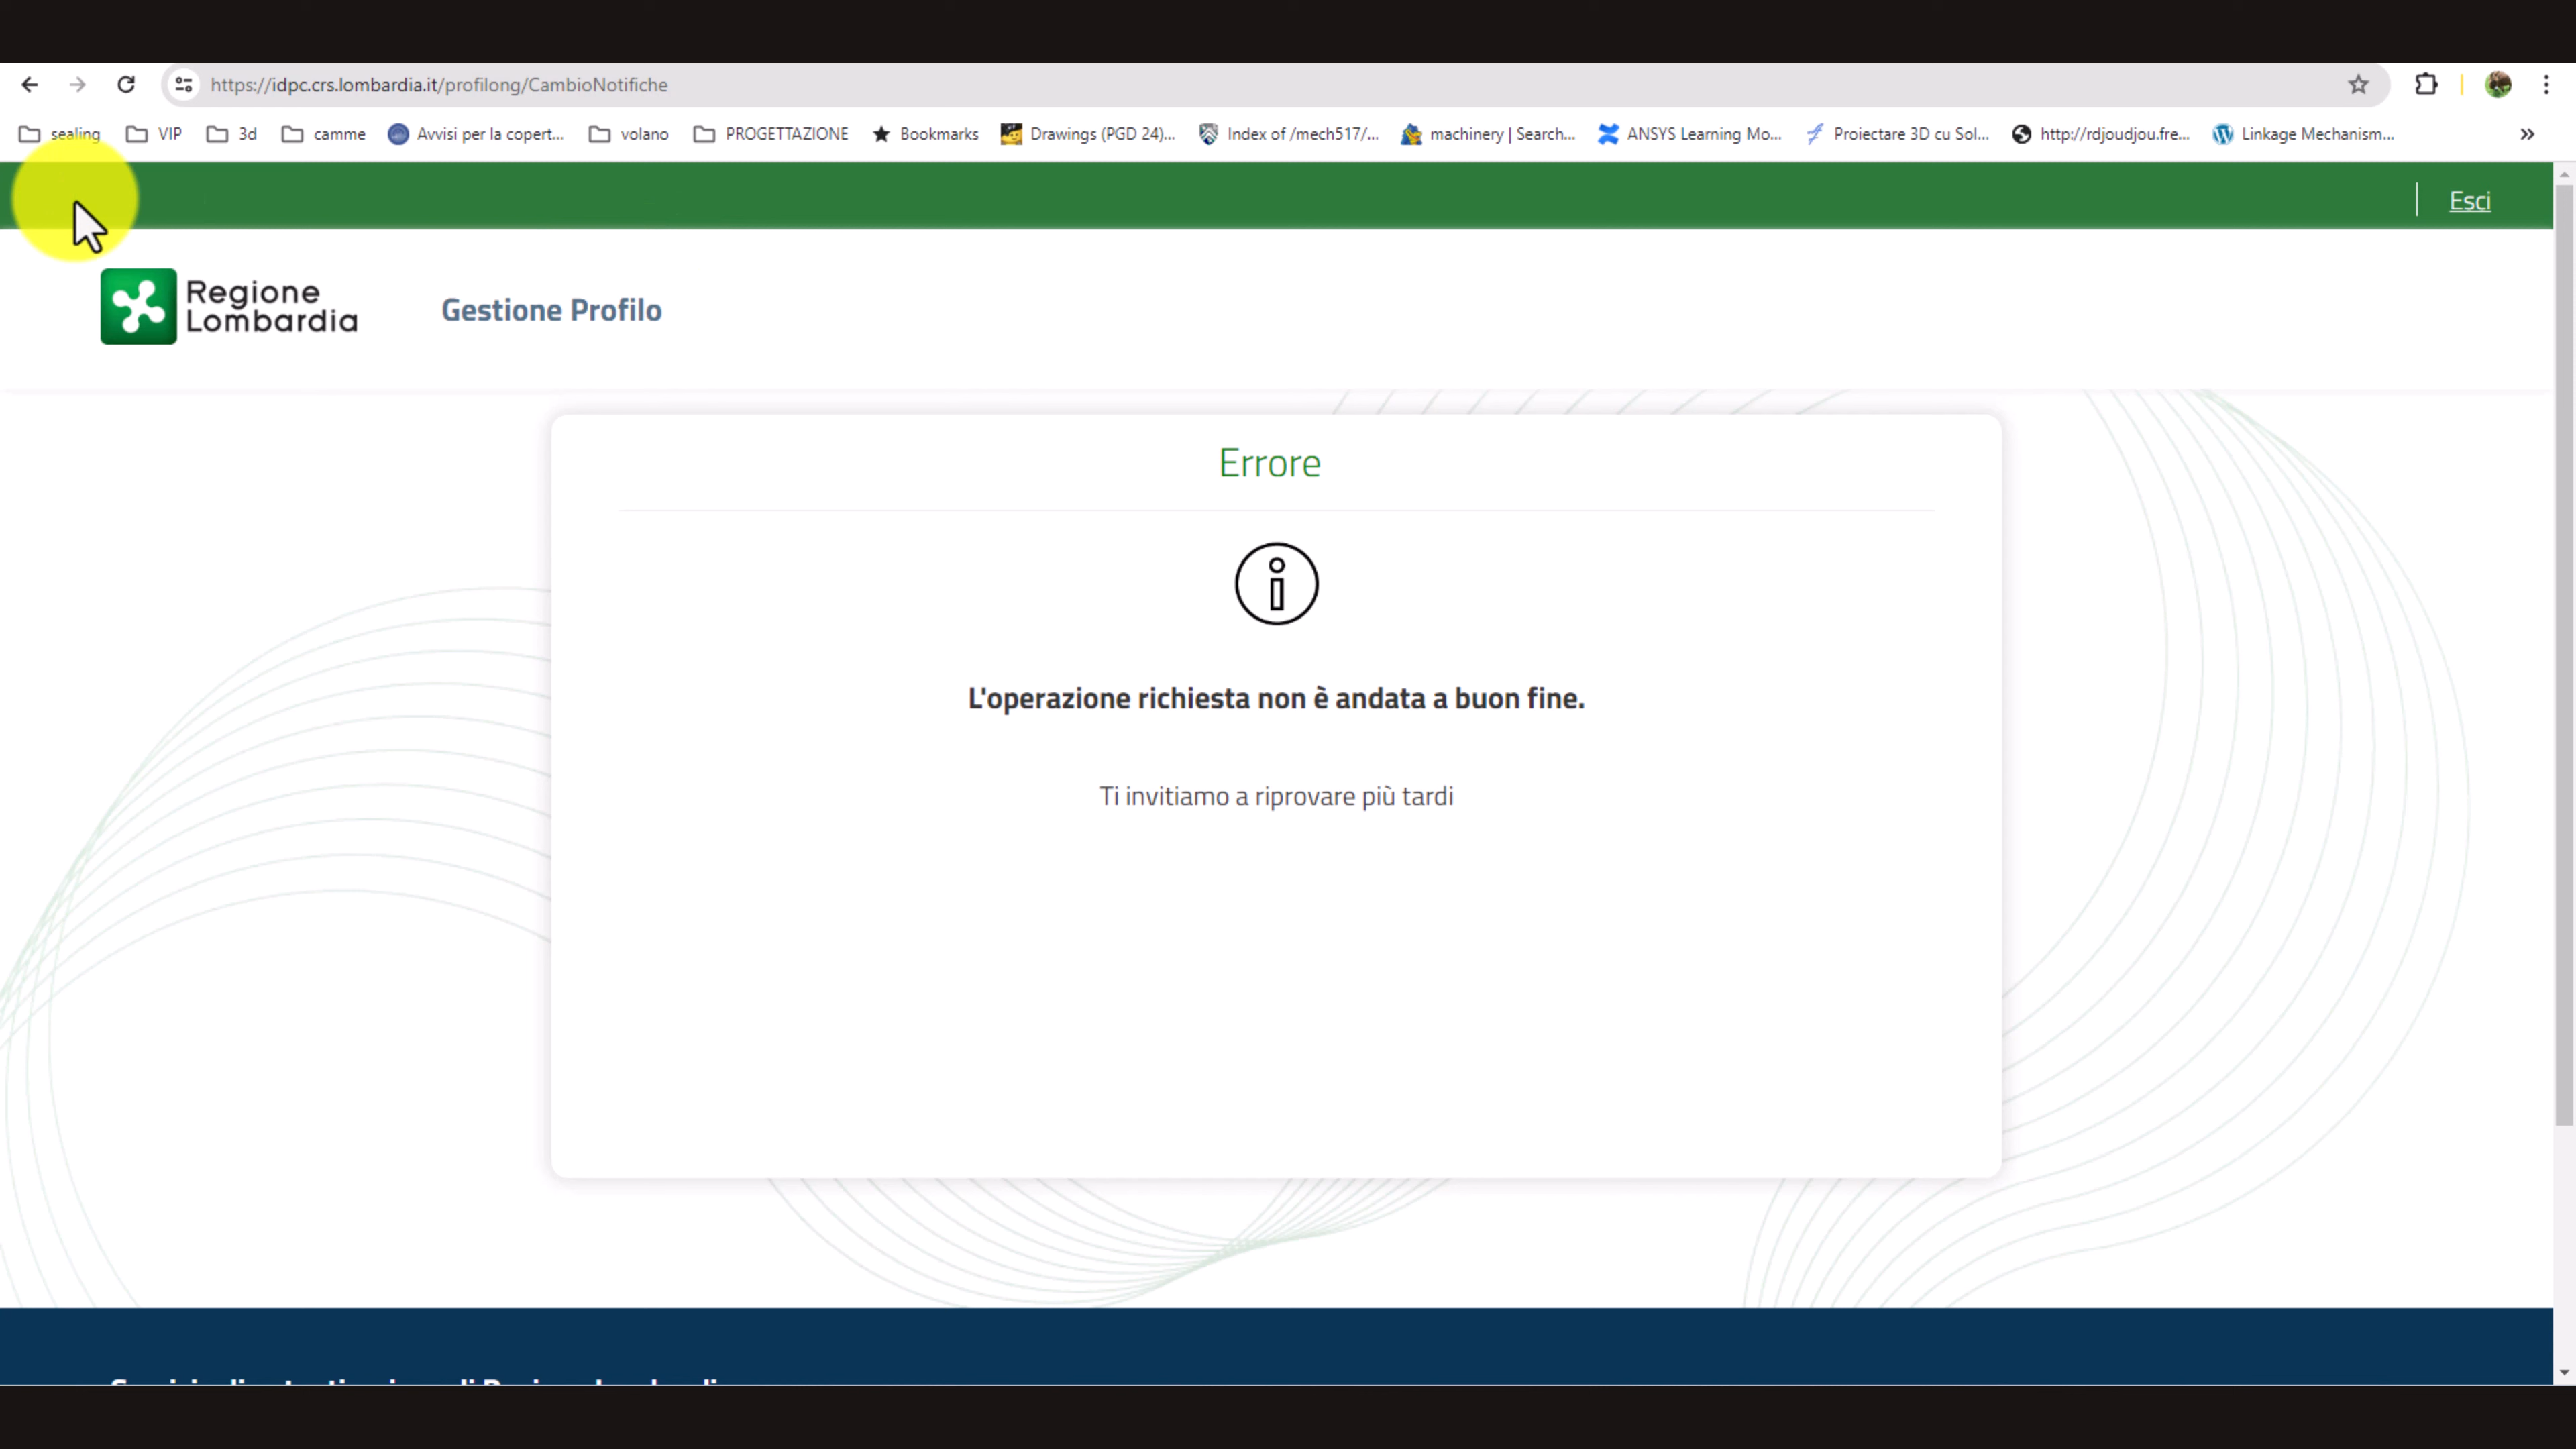 https://idpc.crs.lombardia.it/profilong/CambioNotifiche
sealing VIP 3d camme Avvisi per la copert... volano PROGETTAZIONE Bookmarks Drawings (PGD 24)... Index of /mech517/... machinery | Search... ANSYS Learning Mo... Proiectare 3D cu Sol... http://rdjoudjou.fre... Linkage Mechanism... »
Esci
Regione
Lombardia
Gestione Profilo
Errore
L'operazione richiesta non è andata a buon fine.
Ti invitiamo a riprovare più tardi